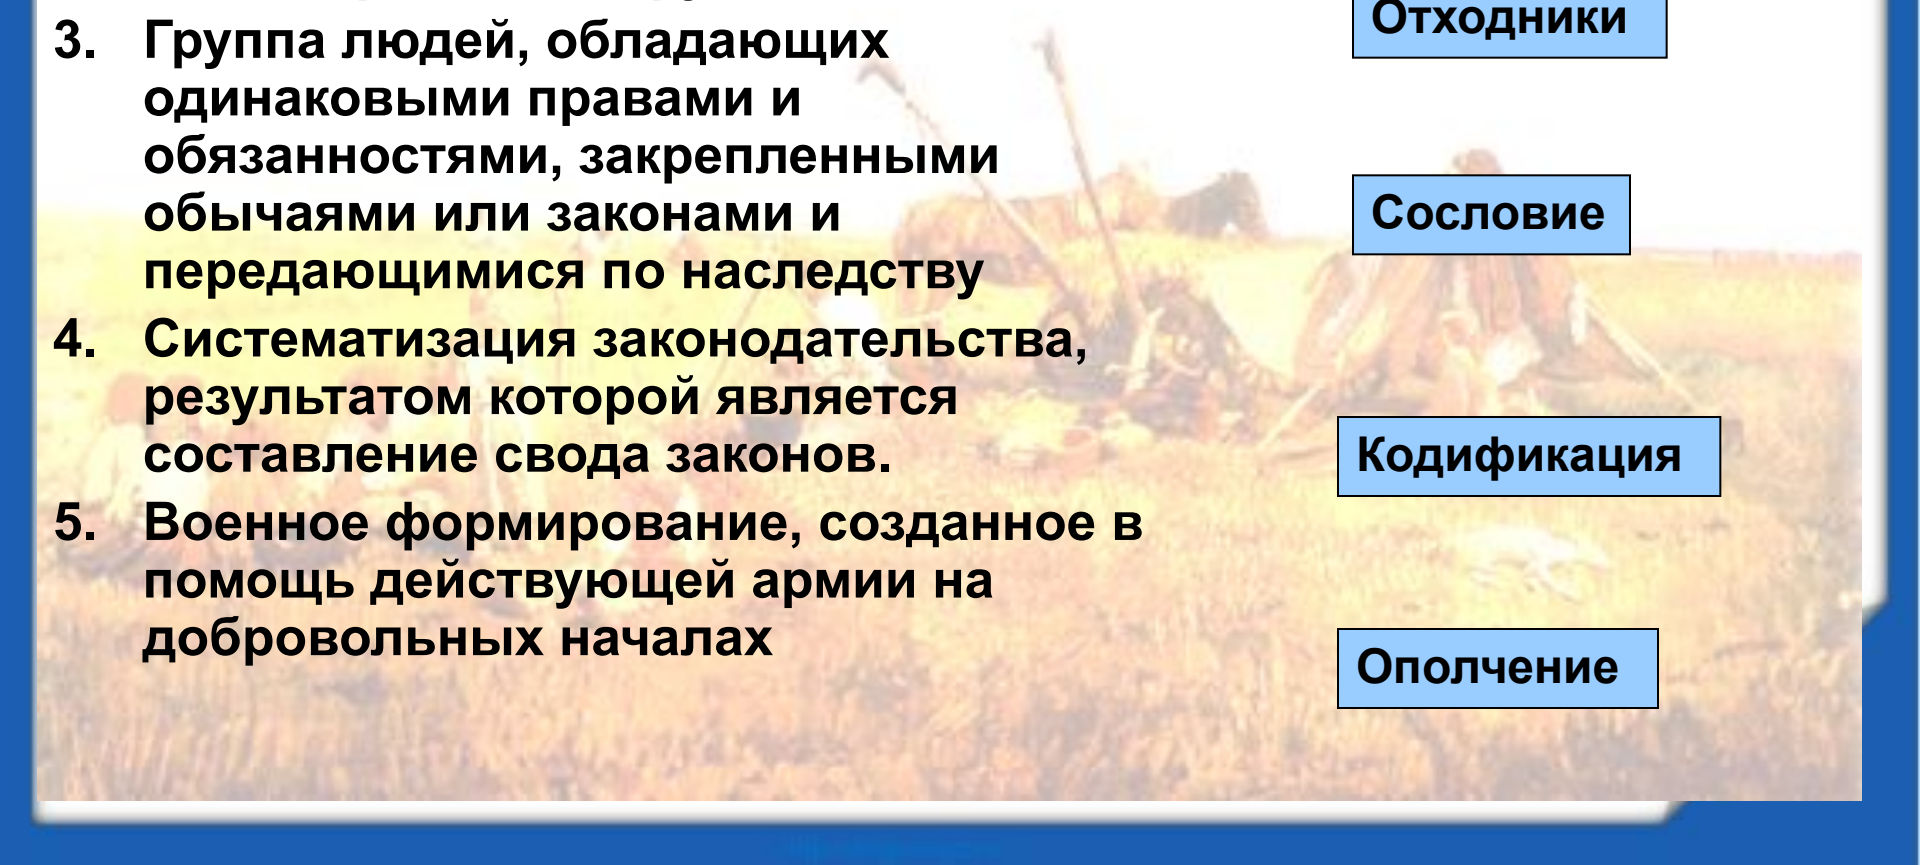 Отходники
3. Группа людей, обладающих
одинаковыми правами и
обязанностями, закрепленными
обычаями или законами и
передающимися по наследству
Сословие
4. Систематизация законодательства,
результатом которой является
составление свода законов.
Кодификация
5. Военное формирование, созданное в
помощь действующей армии на
добровольных началах
Ополчение